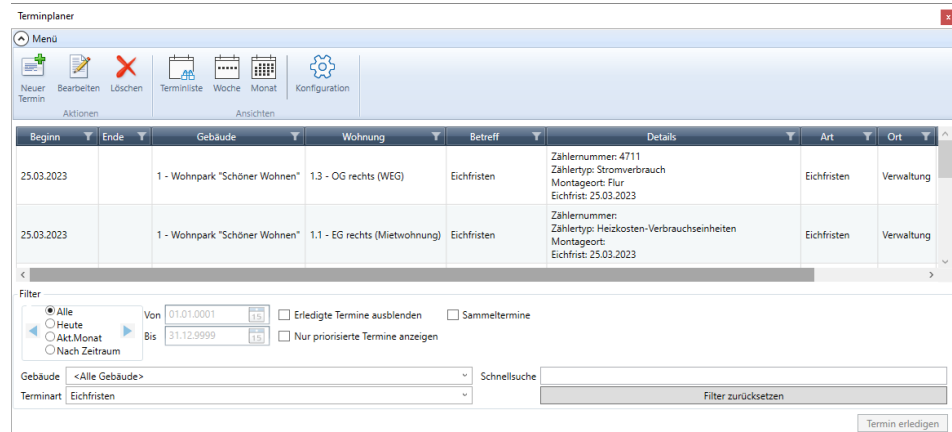 Terminplaner
x
Menü
Neuer Termin
Bearbeiten
Löschen
Terminliste
Woche
Monat
Konfiguration
Aktionen
Ansichten
Beginn Ende Gebäude Wohnung Betreff Details Art Ort
25.03.2023 1 - Wohnpark "Schöner Wohnen" 1.3 - OG rechts (WEG) Eichfristen
Zählernummer: 4711
Zählertyp: Stromverbrauch
Montageort: Flur
Eichfrist: 25.03.2023
Eichfristen Verwaltung
25.03.2023 1 - Wohnpark "Schöner Wohnen" 1.1 - EG rechts (Mietwohnung) Eichfristen
Zählernummer:
Zählertyp: Heizkosten-Verbrauchseinheiten
Montageort:
Eichfrist: 25.03.2023
Eichfristen Verwaltung
Filter
Alle
Heute
Akt.Monat
Nach Zeitraum
Von 01.01.0001 15
Bis 31.12.9999 15
Erledigte Termine ausblenden
Sammeltermine
Nur priorisierte Termine anzeigen
Gebäude <Alle Gebäude>
Schnellsuche
Terminart Eichfristen
Filter zurücksetzen
Termin erledigen